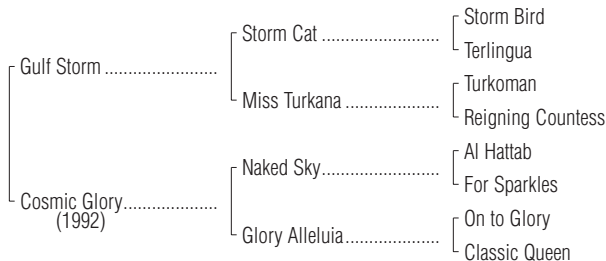 Storm Bird
Storm Cat ........................
Terlingua
Gulf Storm .......................
Turkoman
Miss Turkana ...................
Reigning Countess
Al Hattab
Naked Sky........................
For Sparkles
Cosmic Glory...................
(1992)
On to Glory
Glory Alleluia...................
Classic Queen